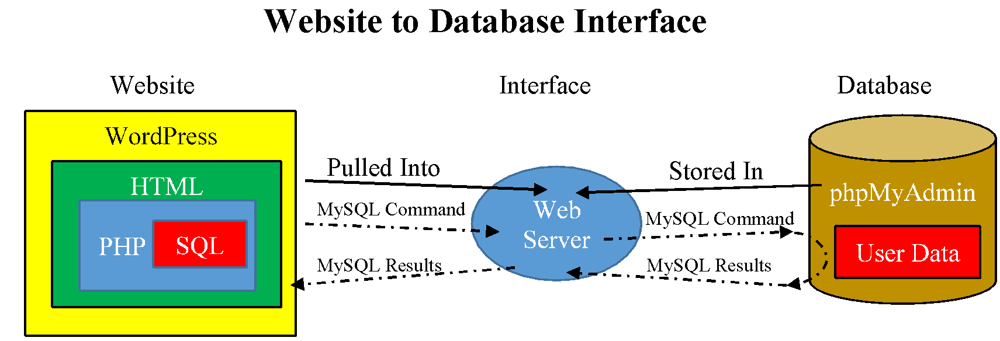 Website to Database Interface
Website
Interface
Database
WordPress
HTML
PHP
SQL
Pulled Into
MySQL Command
MySQL Results
Web
Server
Stored In
MySQL Command
MySQL Results
phpMyAdmin
User Data